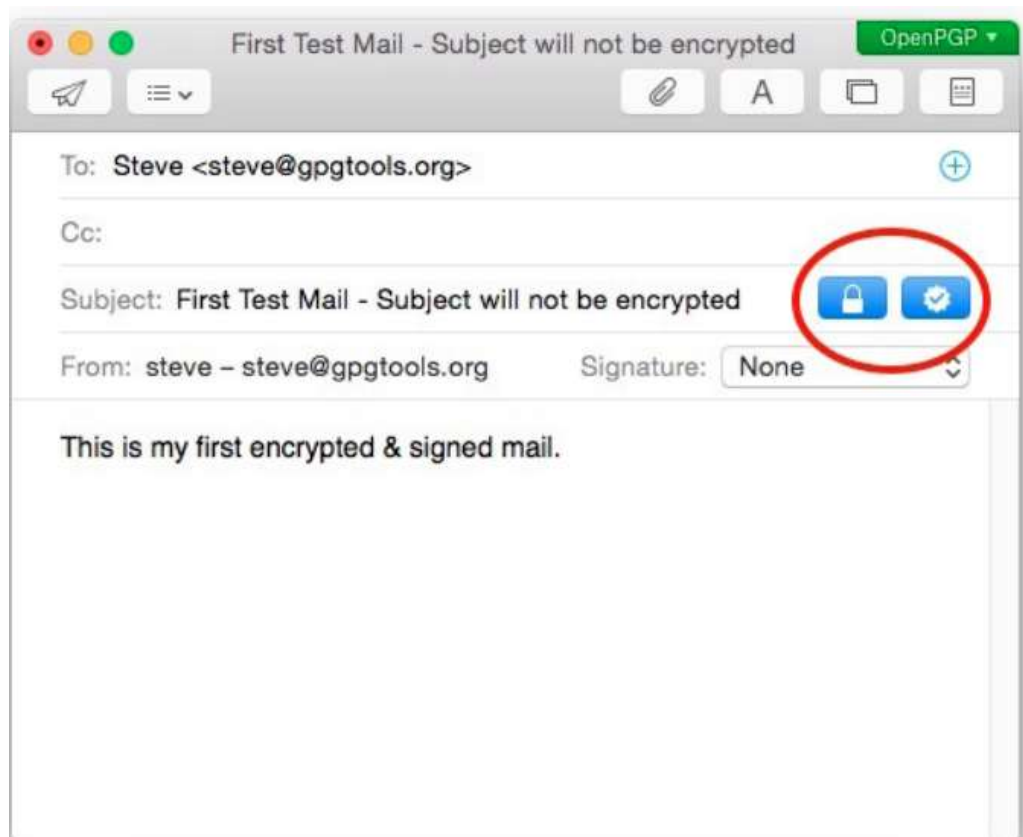 First Test Mail - Subject will not be encrypted
OpenPGP
A
To: Steve <steve@gpgtools.org>
Cc:
Subject: First Test Mail - Subject will not be encrypted
From: steve – steve@gpgtools.org Signature: None
This is my first encrypted & signed mail.